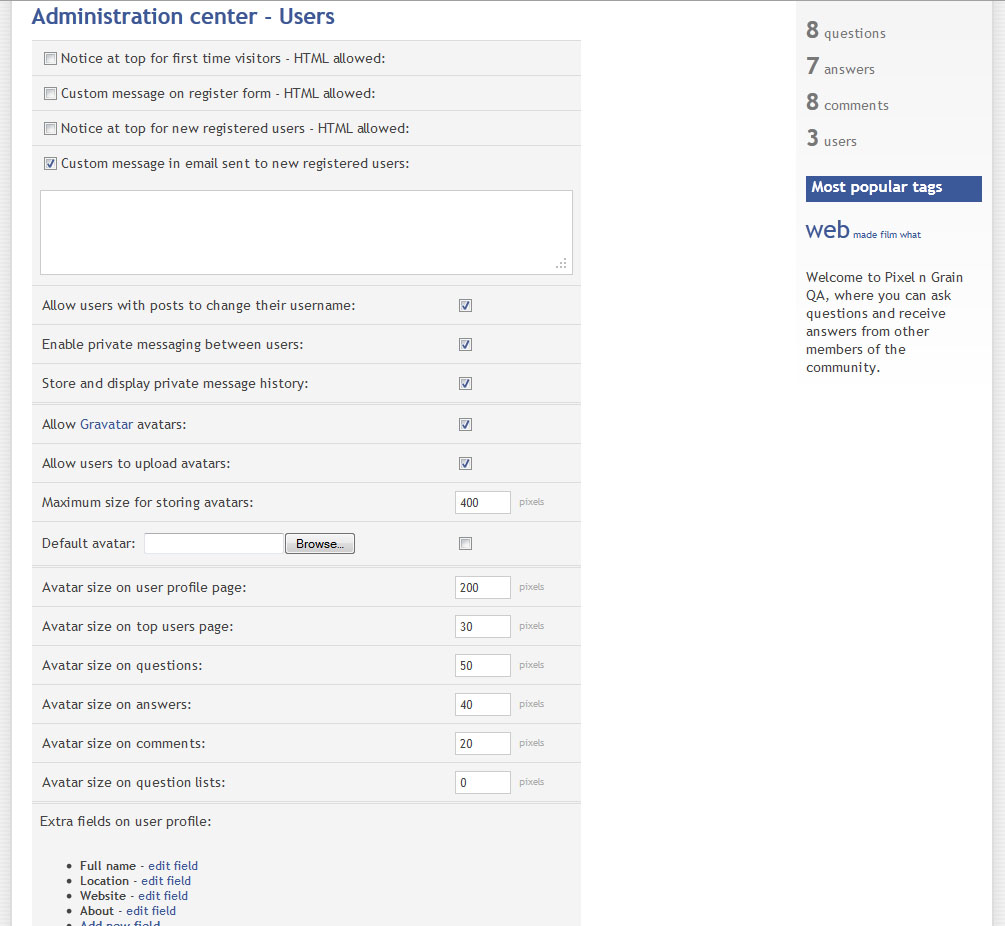 Administration center - Users
Notice at top for first time visitors - HTML allowed:
Custom message on register form - HTML allowed:
Notice at top for new registered users - HTML allowed:
Custom message in email sent to new registered users:
Allow users with posts to change their username:
Enable private messaging between users:
Store and display private message history:
Allow Gravatar avatars:
Allow users to upload avatars:
Maximum size for storing avatars: 400 pixels
Default avatar: Browse...
Avatar size on user profile page: 200 pixels
Avatar size on top users page: 30 pixels
Avatar size on questions: 50 pixels
Avatar size on answers: 40 pixels
Avatar size on comments: 20 pixels
Avatar size on question lists: 0 pixels
Extra fields on user profile:
• Full name - edit field
• Location - edit field
• Website - edit field
• About - edit field
• Add new field
8 questions
7 answers
8 comments
3 users
Most popular tags
web made film what
Welcome to Pixel n Grain
QA, where you can ask
questions and receive
answers from other
members of the
community.